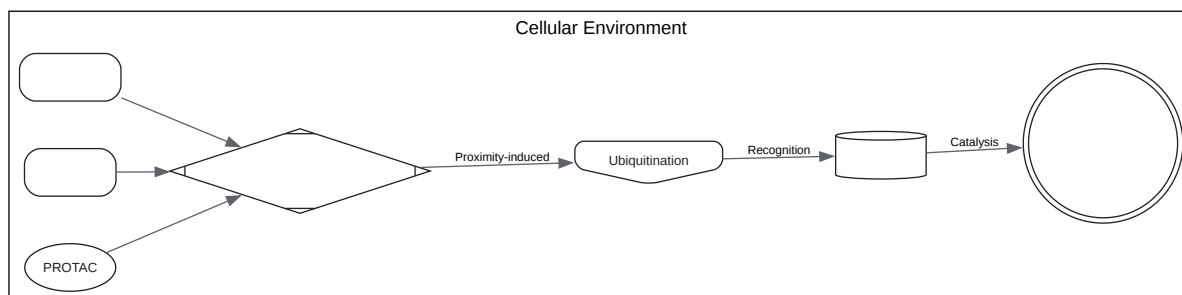 Cellular Environment
Proximity-induced
Ubiquitination
Recognition
Catalysis
PROTAC